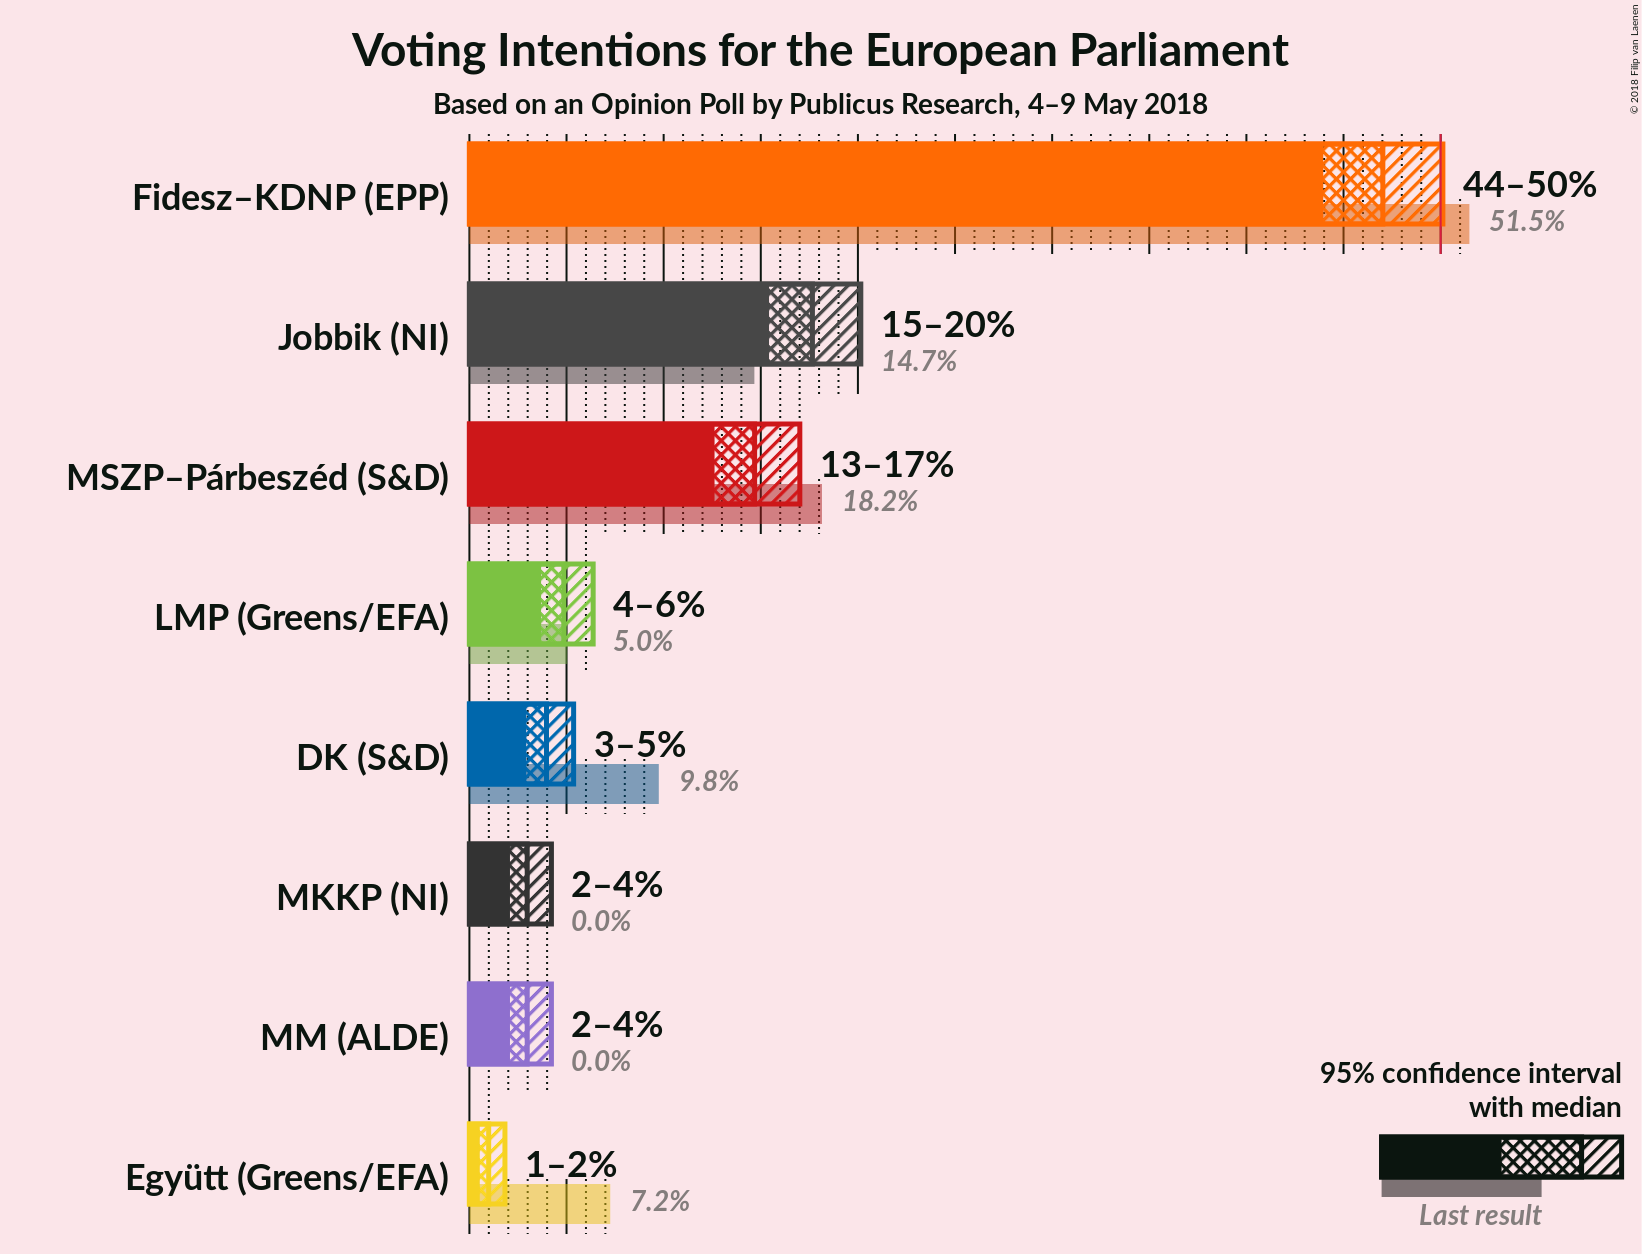 Voting Intentions for the European Parliament
Based on an Opinion Poll by Publicus Research, 4–9 May 2018
© 2018 Filip van Laenen
Fidesz–KDNP (EPP)
44–50%
51.5%
Jobbik (NI)
15–20%
14.7%
MSZP–Párbeszéd (S&D)
13–17%
18.2%
LMP (Greens/EFA)
4–6%
5.0%
DK (S&D)
3–5%
9.8%
MKKP (NI)
2–4%
0.0%
MM (ALDE)
2–4%
0.0%
Együtt (Greens/EFA)
1–2%
7.2%
95% confidence interval
with median
Last result